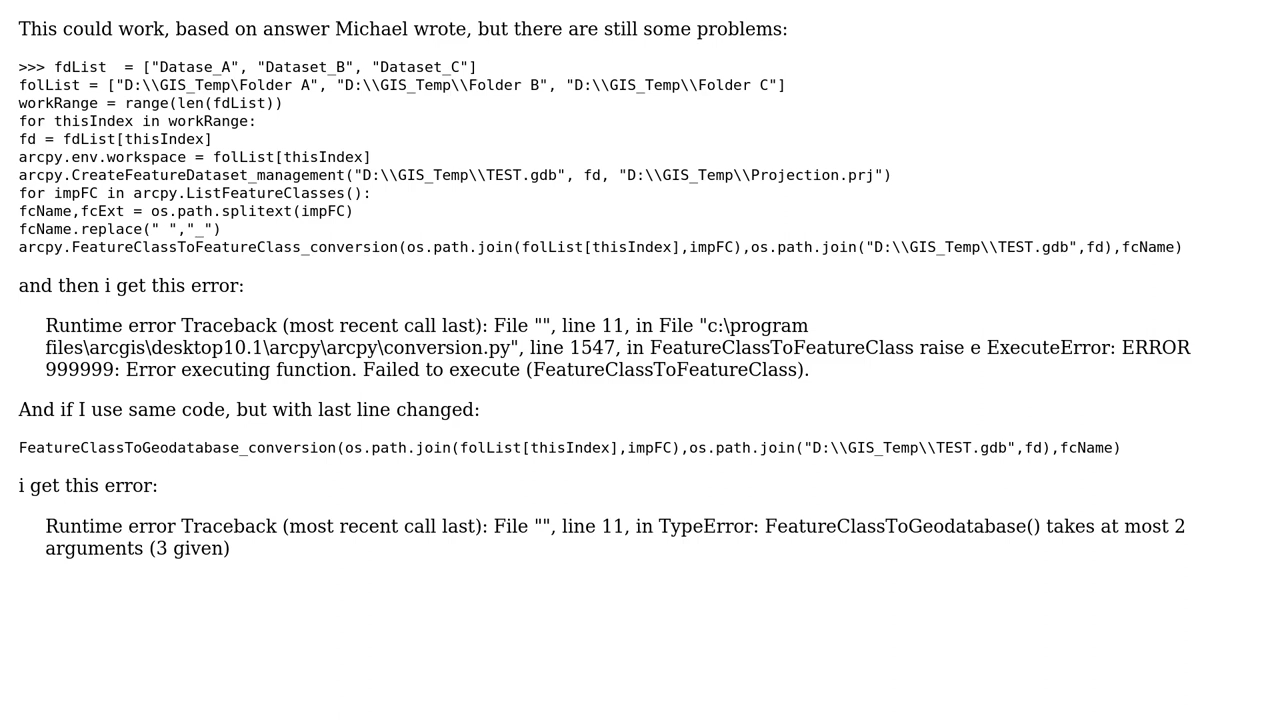 This could work, based on answer Michael wrote, but there are still some problems:
>>> fdList  = ["Datase_A", "Dataset_B", "Dataset_C"]
folList = ["D:\\GIS_Temp\Folder A", "D:\\GIS_Temp\\Folder B", "D:\\GIS_Temp\\Folder C"]
workRange = range(len(fdList))
for thisIndex in workRange:
fd = fdList[thisIndex]
arcpy.env.workspace = folList[thisIndex]
arcpy.CreateFeatureDataset_management("D:\\GIS_Temp\\TEST.gdb", fd, "D:\\GIS_Temp\\Projection.prj")
for impFC in arcpy.ListFeatureClasses():
fcName,fcExt = os.path.splitext(impFC)
fcName.replace(" ","_")
arcpy.FeatureClassToFeatureClass_conversion(os.path.join(folList[thisIndex],impFC),os.path.join("D:\\GIS_Temp\\TEST.gdb",fd),fcName)
and then i get this error:
Runtime error Traceback (most recent call last): File "", line 11, in File "c:\program
files\arcgis\desktop10.1\arcpy\arcpy\conversion.py", line 1547, in FeatureClassToFeatureClass raise e ExecuteError: ERROR
999999: Error executing function. Failed to execute (FeatureClassToFeatureClass).
And if I use same code, but with last line changed:
FeatureClassToGeodatabase_conversion(os.path.join(folList[thisIndex],impFC),os.path.join("D:\\GIS_Temp\\TEST.gdb",fd),fcName)
i get this error:
Runtime error Traceback (most recent call last): File "", line 11, in TypeError: FeatureClassToGeodatabase() takes at most 2
arguments (3 given)